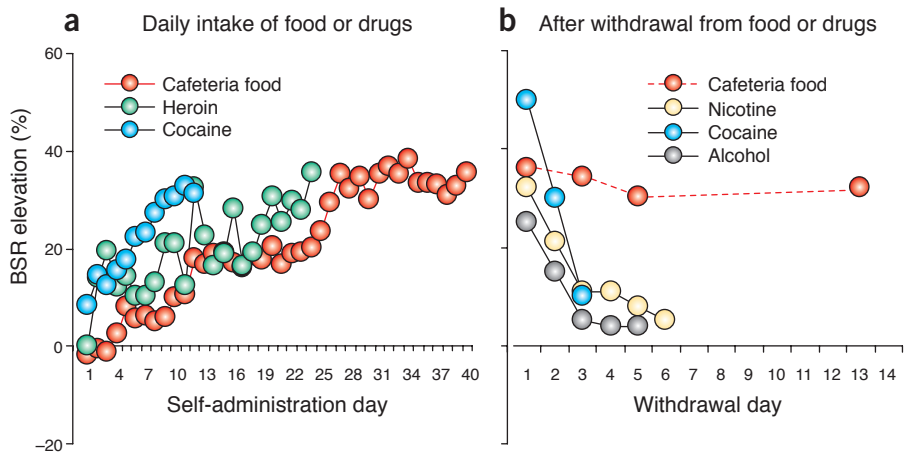 a Daily intake of food or drugs
60
40
20
0
–20
BSR elevation (%)
Cafeteria food
Heroin
Cocaine
1 4 7 10 13 16 19 22 25 28 31 34 37 40
Self-administration day
b After withdrawal from food or drugs
Cafeteria food
Nicotine
Cocaine
Alcohol
1 2 3 4 5 6 7 8 9 10 11 12 13 14
Withdrawal day